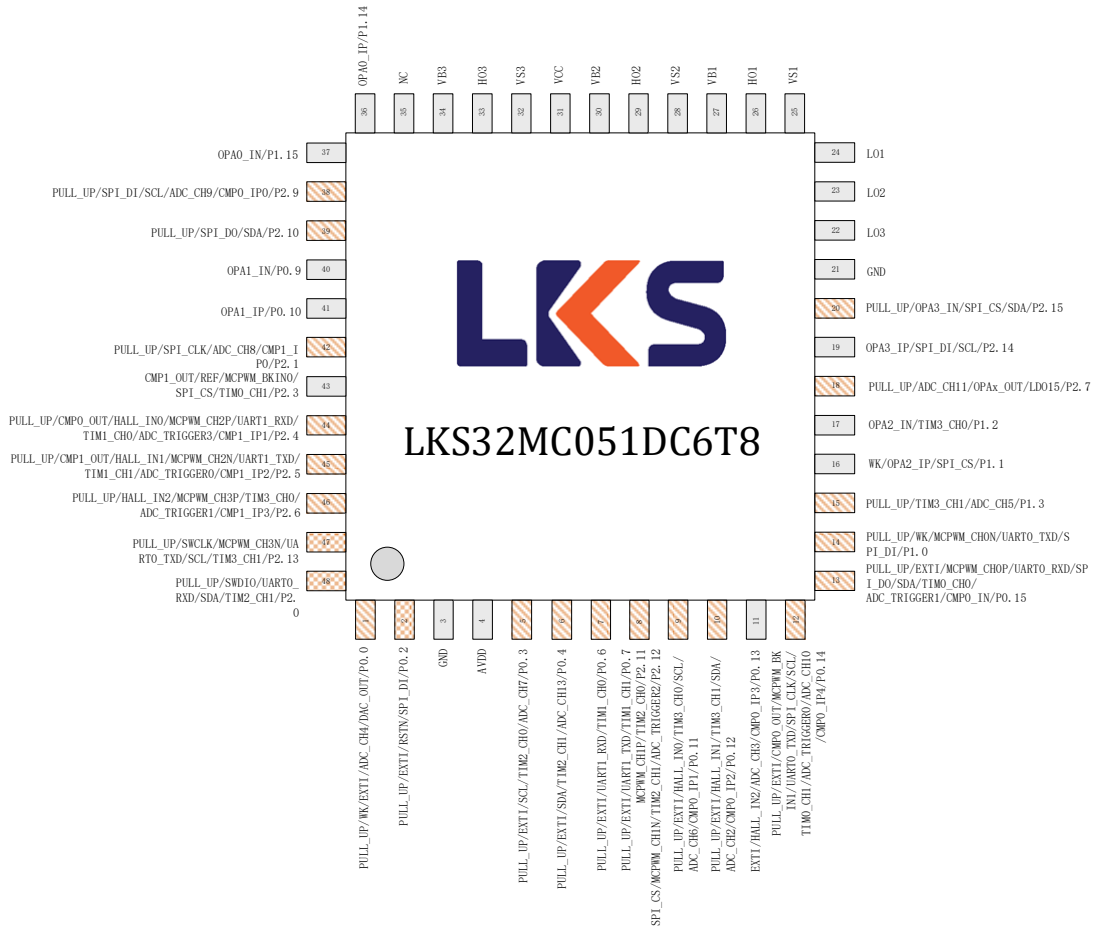 OPA0_IP/P1.14
NC
VB3
HO3
VS3
VCC
VB2
HO2
VS2
VB1
HO1
VS1
36
35
34
33
32
31
30
29
28
27
26
25
OPA0_IN/P1.15
37
PULL_UP/SPI_DI/SCL/ADC_CH9/CMP0_IP0/P2.9
38
PULL_UP/SPI_DO/SDA/P2.10
39
OPA1_IN/P0.9
40
OPA1_IP/P0.10
41
PULL_UP/SPI_CLK/ADC_CH8/CMP1_I
P0/P2.1
42
CMP1_OUT/REF/MCPWM_BKIN0/
SPI_CS/TIM0_CH1/P2.3
43
PULL_UP/CMP0_OUT/HALL_IN0/MCPWM_CH2P/UART1_RXD/
TIM1_CH0/ADC_TRIGGER3/CMP1_IP1/P2.4
44
PULL_UP/CMP1_OUT/HALL_IN1/MCPWM_CH2N/UART1_TXD/
TIM1_CH1/ADC_TRIGGER0/CMP1_IP2/P2.5
45
PULL_UP/HALL_IN2/MCPWM_CH3P/TIM3_CH0/
ADC_TRIGGER1/CMP1_IP3/P2.6
46
PULL_UP/SWCLK/MCPWM_CH3N/UA
RT0_TXD/SCL/TIM3_CH1/P2.13
47
PULL_UP/SWDIO/UART0_
RXD/SDA/TIM2_CH1/P2.
0
48
LKS
LKS32MC051DC6T8
24
LO1
23
LO2
22
LO3
21
GND
20
PULL_UP/OPA3_IN/SPI_CS/SDA/P2.15
19
OPA3_IP/SPI_DI/SCL/P2.14
18
PULL_UP/ADC_CH11/OPAx_OUT/LDO15/P2.7
17
OPA2_IN/TIM3_CH0/P1.2
16
WK/OPA2_IP/SPI_CS/P1.1
15
PULL_UP/TIM3_CH1/ADC_CH5/P1.3
14
PULL_UP/WK/MCPWM_CH0N/UART0_TXD/S
PI_DI/P1.0
13
PULL_UP/EXTI/MCPWM_CH0P/UART0_RXD/SP
I_DO/SDA/TIM0_CH0/
ADC_TRIGGER1/CMP0_IN/P0.15
1
2
3
4
5
6
7
8
9
10
11
12
PULL_UP/WK/EXTI/ADC_CH4/DAC_OUT/P0.0
PULL_UP/EXTI/RSTN/SPI_DI/P0.2
GND
AVDD
PULL_UP/EXTI/SCL/TIM2_CH0/ADC_CH7/P0.3
PULL_UP/EXTI/SDA/TIM2_CH1/ADC_CH13/P0.4
PULL_UP/EXTI/UART1_RXD/TIM1_CH0/P0.6
PULL_UP/EXTI/UART1_TXD/TIM1_CH1/P0.7
MCPWM_CH1P/TIM2_CH0/P2.11
SPI_CS/MCPWM_CH1N/TIM2_CH1/ADC_TRIGGER2/P2.12
PULL_UP/EXTI/HALL_IN0/TIM3_CH0/SCL/
ADC_CH6/CMP0_IP1/P0.11
PULL_UP/EXTI/HALL_IN1/TIM3_CH1/SDA/
ADC_CH2/CMP0_IP2/P0.12
EXTI/HALL_IN2/ADC_CH3/CMP0_IP3/P0.13
PULL_UP/EXTI/CMP0_OUT/MCPWM_BK
IN1/UART0_TXD/SPI_CLK/SCL/
TIM0_CH1/ADC_TRIGGER0/ADC_CH10
/CMP0_IP4/P0.14